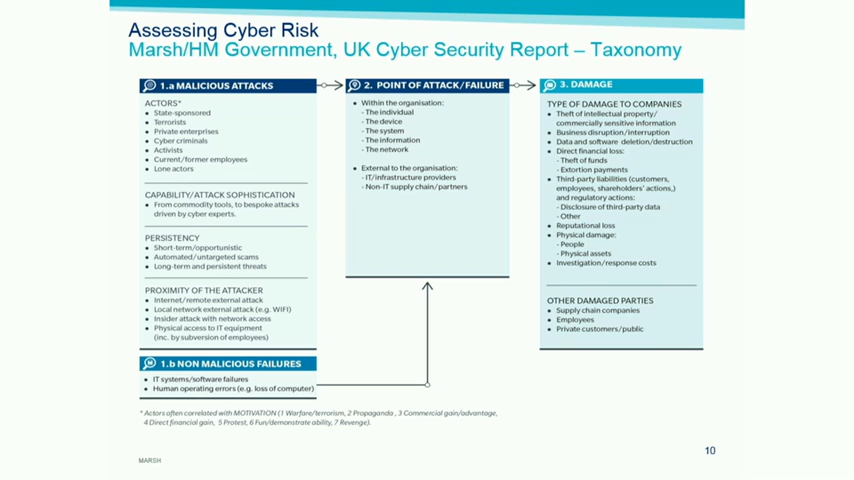 Assessing Cyber Risk
Marsh/HM Government, UK Cyber Security Report – Taxonomy
1.a MALICIOUS ATTACKS
ACTORS*
• State-sponsored
• Terrorists
• Private enterprises
• Cyber criminals
• Activists
• Current/former employees
• Lone actors
CAPABILITY/ATTACK SOPHISTICATION
• From commodity tools, to bespoke attacks
driven by cyber experts.
PERSISTENCY
• Short-term/opportunistic
• Automated/untargeted scams
• Long-term and persistent threats
PROXIMITY OF THE ATTACKER
• Internet/remote external attack
• Local network external attack (e.g. WIFI)
• Insider attack with network access
• Physical access to IT equipment
(inc. by subversion of employees)
1.b NON MALICIOUS FAILURES
• IT systems/software failures
• Human operating errors (e.g. loss of computer)
2. POINT OF ATTACK/FAILURE
• Within the organisation:
- The individual
- The device
- The system
- The information
- The network
• External to the organisation:
- IT/infrastructure providers
- Non-IT supply chain/partners
3. DAMAGE
TYPE OF DAMAGE TO COMPANIES
• Theft of intellectual property/
commercially sensitive information
• Business disruption/interruption
• Data and software deletion/destruction
• Direct financial loss:
- Theft of funds
- Extortion payments
• Third-party liabilities (customers,
employees, shareholders' actions,)
and regulatory actions:
- Disclosure of third-party data
- Other
• Reputational loss
• Physical damage:
- People
- Physical assets
• Investigation/response costs
OTHER DAMAGED PARTIES
• Supply chain companies
• Employees
• Private customers/public
* Actors often correlated with MOTIVATION (1 Warfare/terrorism, 2 Propaganda , 3 Commercial gain/advantage,
4 Direct financial gain, 5 Protest, 6 Fun/demonstrate ability, 7 Revenge).
MARSH
10